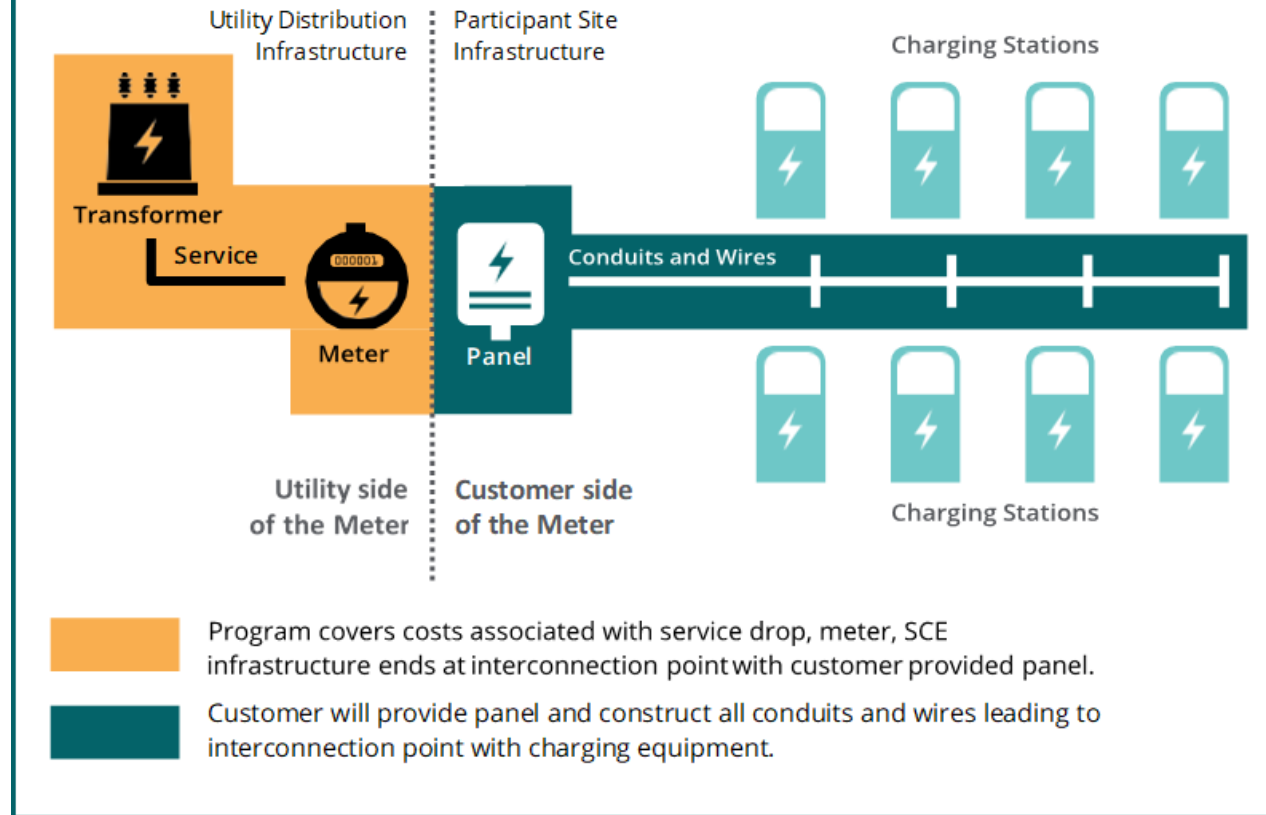 Utility Distribution
Infrastructure
Participant Site
Infrastructure
Charging Stations
Transformer
Service
000001
Meter
Panel
Conduits and Wires
Utility side
of the Meter
Customer side
of the Meter
Charging Stations
Program covers costs associated with service drop, meter, SCE
infrastructure ends at interconnection point with customer provided panel.
Customer will provide panel and construct all conduits and wires leading to
interconnection point with charging equipment.